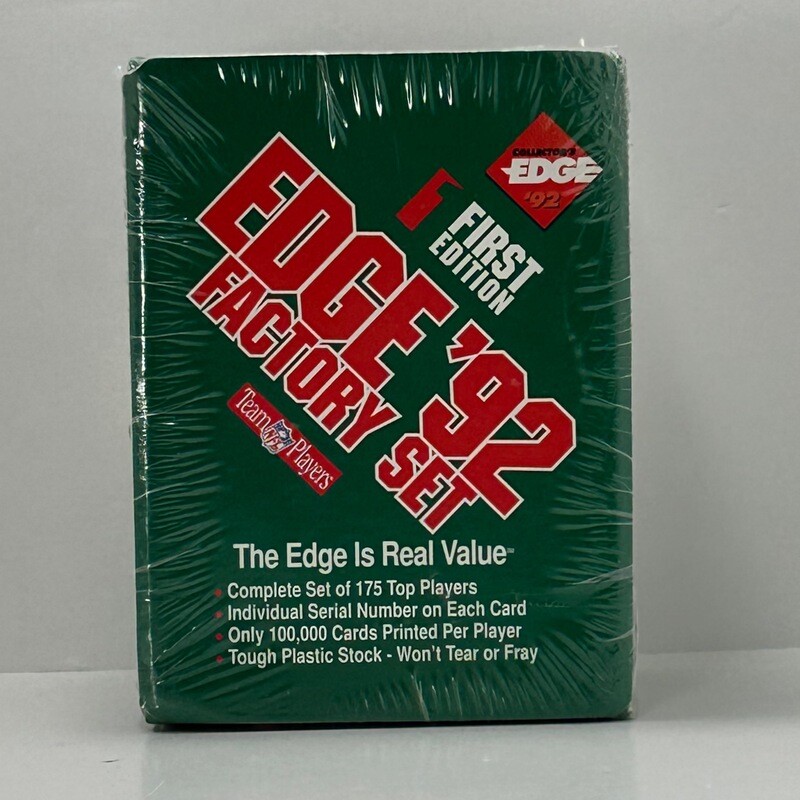 COLLECTOR'S
EDGE
'92
FIRST
EDITION
EDGE '92
FACTORY SET
Team NFL Players
The Edge Is Real Value
• Complete Set of 175 Top Players
• Individual Serial Number on Each Card
• Only 100,000 Cards Printed Per Player
• Tough Plastic Stock - Won't Tear or Fray